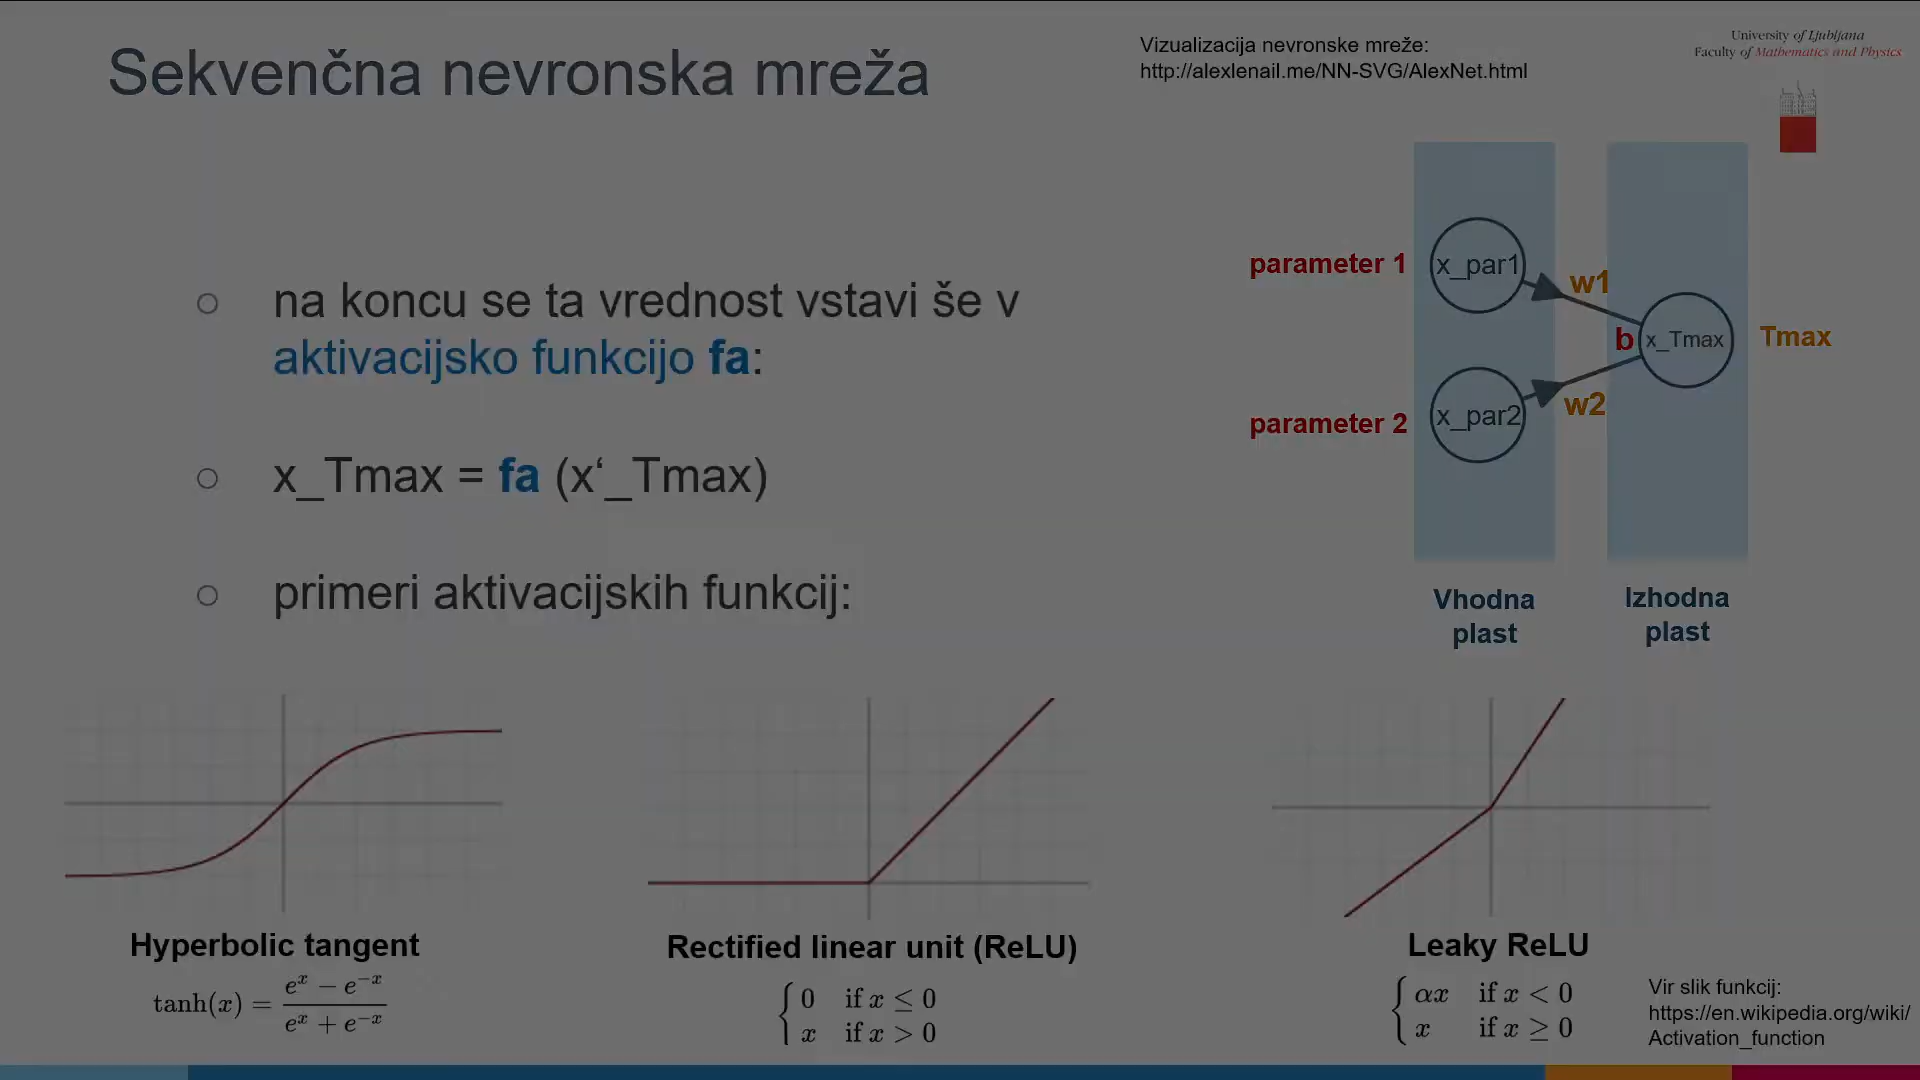 Sekvenčna nevronska mreža
Vizualizacija nevronske mreže:
http://alexlenail.me/NN-SVG/AlexNet.html
University of Ljubljana
Faculty of Mathematics and Physics
na koncu se ta vrednost vstavi še v
aktivacijsko funkcijo fa:
x_Tmax = fa (x‘_Tmax)
primeri aktivacijskih funkcij:
parameter 1
x_par1
w1
b
x_Tmax
Tmax
parameter 2
x_par2
w2
Vhodna
plast
Izhodna
plast
Hyperbolic tangent
tanh(x) = (e^x − e^{−x}) / (e^x + e^{−x})
Rectified linear unit (ReLU)
{ 0 if x ≤ 0
x if x > 0
Leaky ReLU
{ αx if x < 0
x if x ≥ 0
Vir slik funkcij:
https://en.wikipedia.org/wiki/
Activation_function